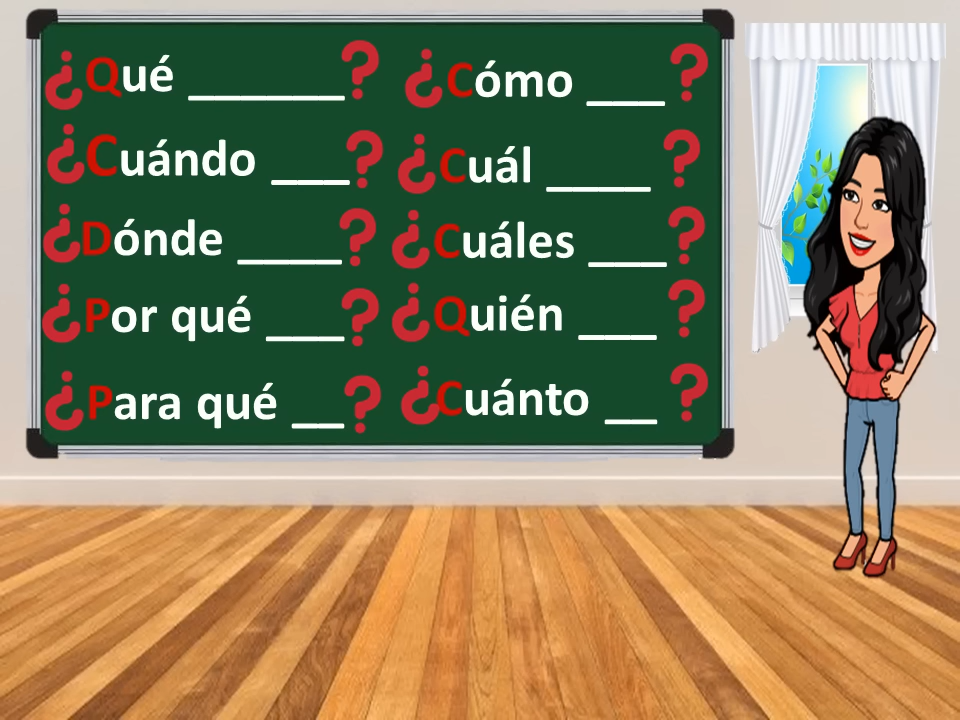 ¿Qué ______?
¿Cuándo ___?
¿Dónde ____?
¿Por qué ___?
¿Para qué __?
¿Cómo ___?
¿Cuál ____?
¿Cuáles ___?
¿Quién ___?
¿Cuánto __?